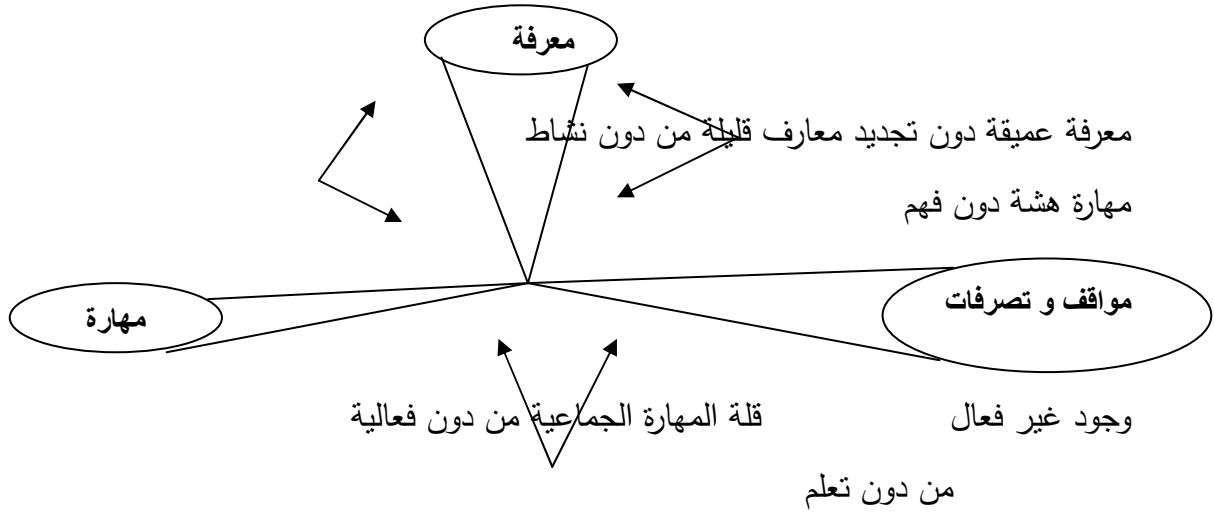 معرفة
معرفة عميقة دون تجديد معارف قليلة من دون نشاط
مهارة هشة دون فهم
مواقف و تصرفات
مهارة
وجود غير فعال
قلة المهارة الجماعية من دون فعالية
من دون تعلم